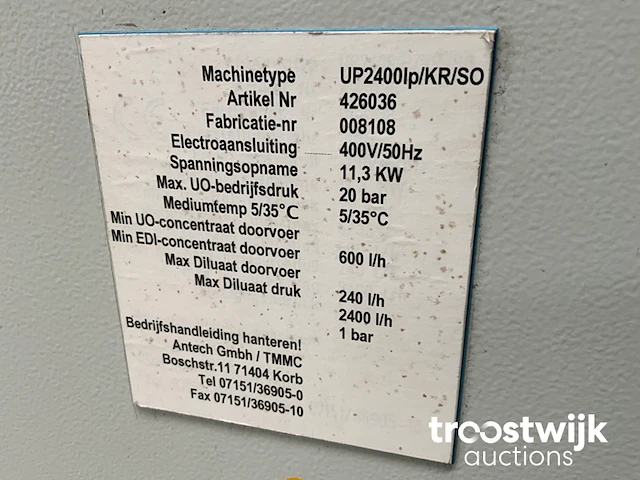 Machinetype UP2400lp/KR/SO
Artikel Nr 426036
Fabricatie-nr 008108
Electroaansluiting 400V/50Hz
Spanningsopname 11,3 KW
Max. UO-bedrijfsdruk 20 bar
Mediumtemp 5/35°C 5/35°C
Min UO-concentraat doorvoer 600 l/h
Min EDI-concentraat doorvoer 240 l/h
Max Diluaat doorvoer 2400 l/h
Max Diluaat druk 1 bar
Bedrijfshandleiding hanteren!
Antech Gmbh / TMMC
Boschstr.11 71404 Korb
Tel 07151/36905-0
Fax 07151/36905-10
troostwijk
auctions